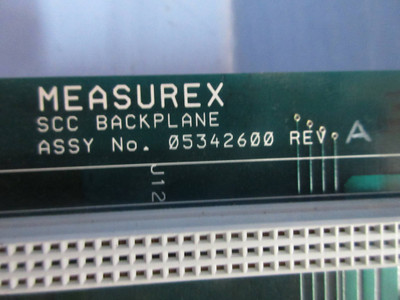 MEASUREX
SCC BACKPLANE
ASSY No. 05342600 REV A
J12